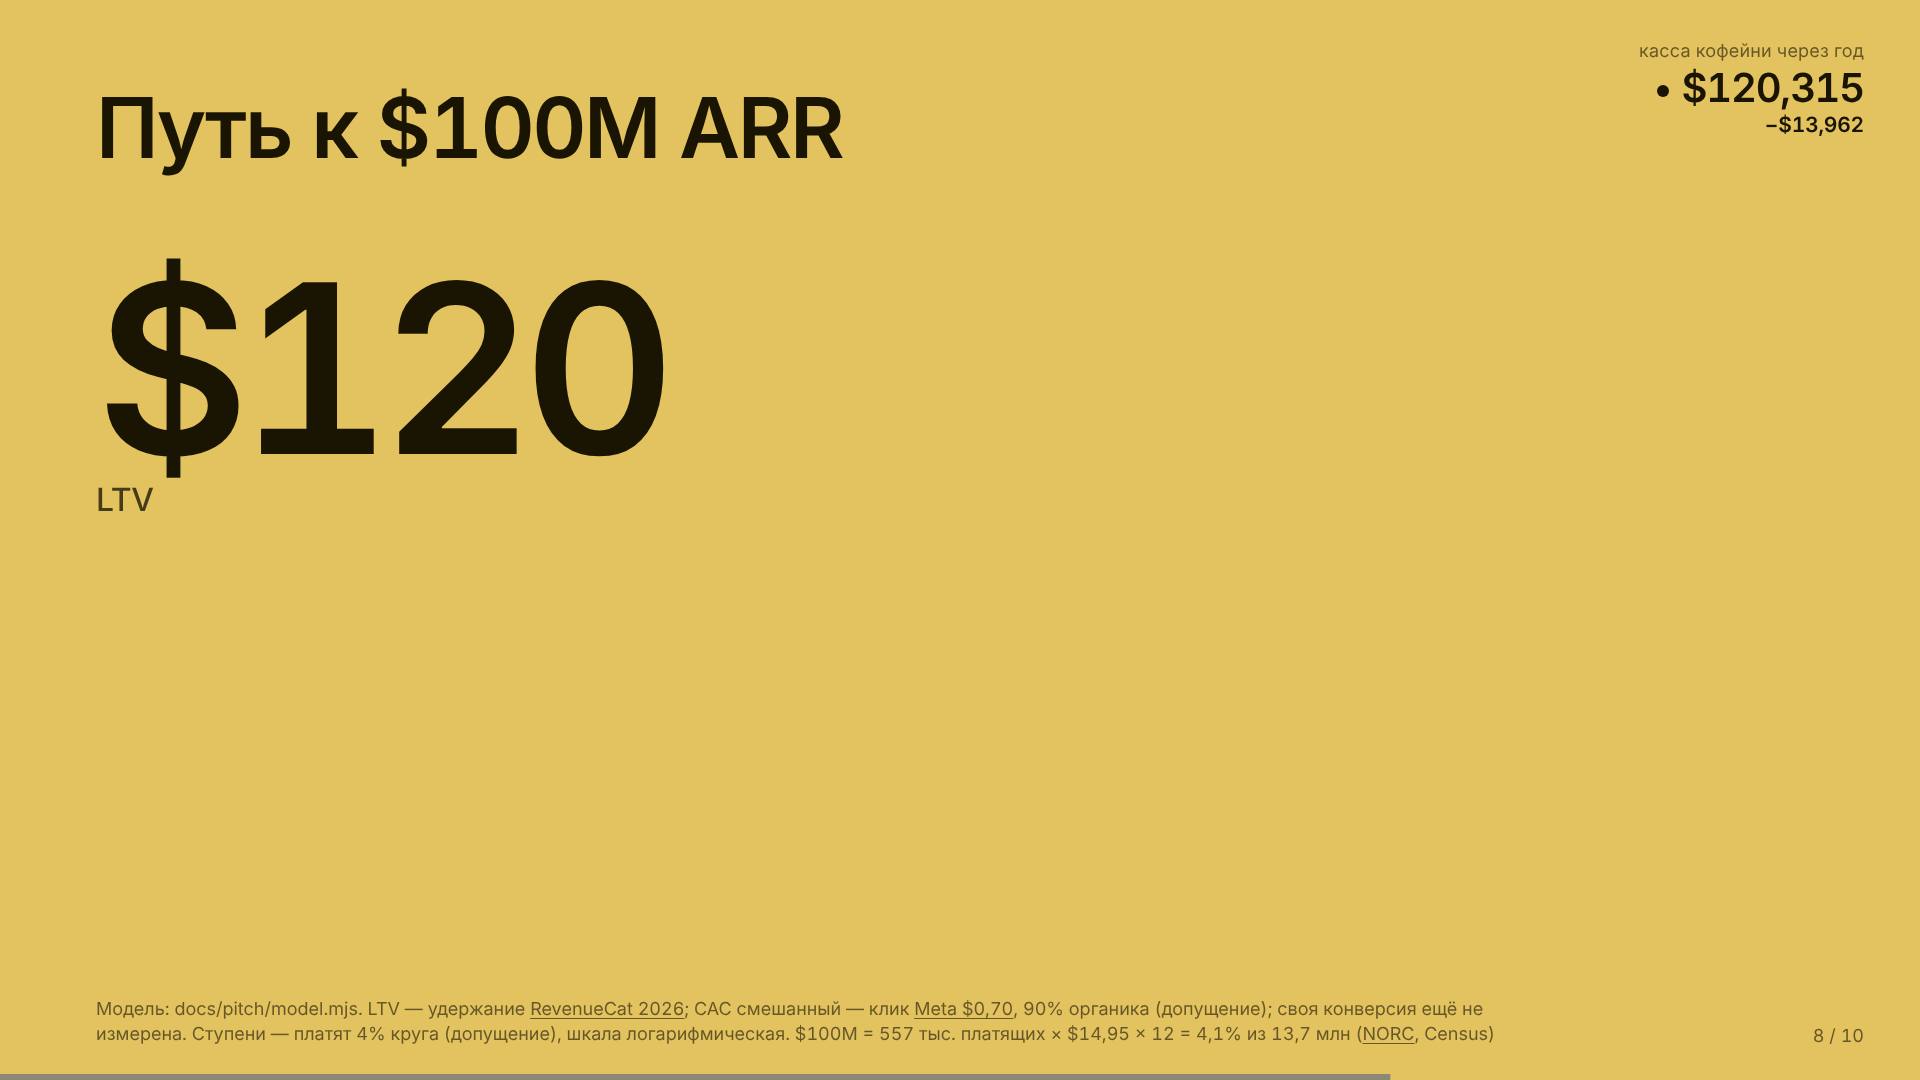 касса кофейни через год
• $120,315
–$13,962
Путь к $100M ARR
$120
LTV
Модель: docs/pitch/model.mjs. LTV — удержание RevenueCat 2026; CAC смешанный — клик Meta $0,70, 90% органика (допущение); своя конверсия ещё не
измерена. Ступени — платят 4% круга (допущение), шкала логарифмическая. $100M = 557 тыс. платящих × $14,95 × 12 = 4,1% из 13,7 млн (NORC, Census)
8 / 10